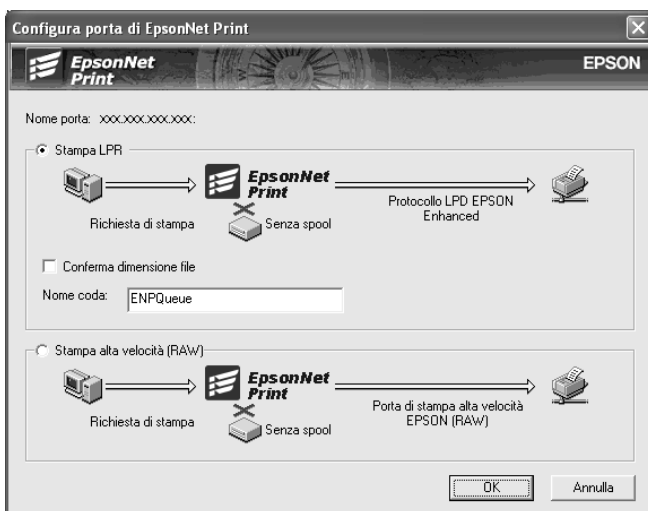 Configura porta di EpsonNet Print
EpsonNet
Print
EPSON
Nome porta: xxx.xxx.xxx.xxx:
Stampa LPR
EpsonNet
Print
Richiesta di stampa
Senza spool
Protocollo LPD EPSON
Enhanced
Conferma dimensione file
Nome coda:
ENPQueue
Stampa alta velocità (RAW)
EpsonNet
Print
Richiesta di stampa
Senza spool
Porta di stampa alta velocità
EPSON (RAW)
OK
Annulla